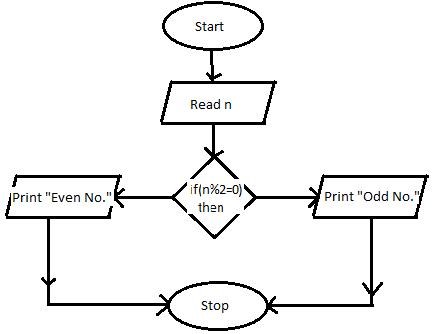 Start
Read n
if(n%2=0)
then
Print "Even No."
Print "Odd No."
Stop